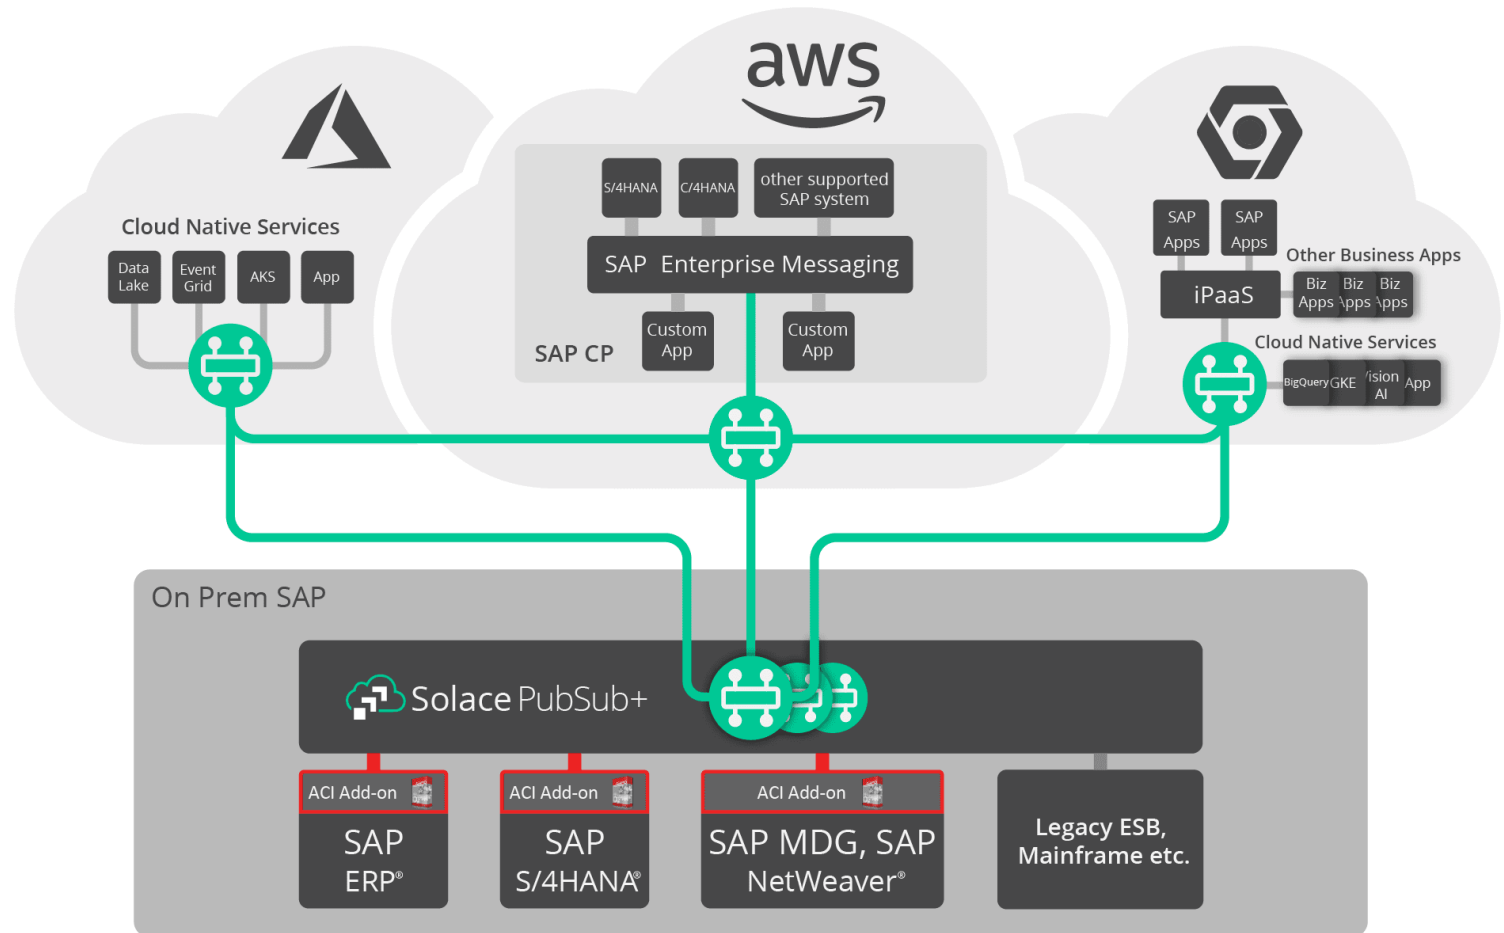 aws
Cloud Native Services
Data
Lake
Event
Grid
AKS
App
S/4HANA
C/4HANA
other supported
SAP system
SAP Enterprise Messaging
Custom
App
Custom
App
SAP CP
SAP
Apps
SAP
Apps
iPaaS
Other Business Apps
Biz
Apps
Biz
Apps
Biz
Apps
Cloud Native Services
BigQuery
GKE
Vision
AI
App
On Prem SAP
Solace PubSub+
ACI Add-on
SAP
ERP®
ACI Add-on
SAP
S/4HANA®
ACI Add-on
SAP MDG, SAP
NetWeaver®
Legacy ESB,
Mainframe etc.